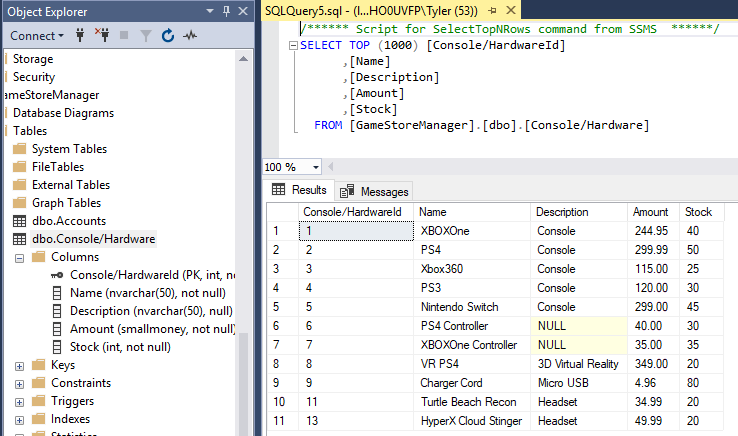 Object Explorer
Connect
Storage
Security
ameStoreManager
Database Diagrams
Tables
System Tables
FileTables
External Tables
Graph Tables
dbo.Accounts
dbo.Console/Hardware
Columns
Console/HardwareId (PK, int, no
Name (nvarchar(50), not null)
Description (nvarchar(50), null)
Amount (smallmoney, not null)
Stock (int, not null)
Keys
Constraints
Triggers
Indexes
Statistics
SQLQuery5.sql - (l...HO0UVFP\Tyler (53))*
/****** Script for SelectTopNRows command from SSMS ******/
SELECT TOP (1000) [Console/HardwareId]
,[Name]
,[Description]
,[Amount]
,[Stock]
FROM [GameStoreManager].[dbo].[Console/Hardware]
100 %
Results Messages
Console/HardwareId Name Description Amount Stock
1 1 XBOXOne Console 244.95 40
2 2 PS4 Console 299.99 50
3 3 Xbox360 Console 115.00 25
4 4 PS3 Console 120.00 30
5 5 Nintendo Switch Console 299.00 45
6 6 PS4 Controller NULL 40.00 30
7 7 XBOXOne Controller NULL 35.00 35
8 8 VR PS4 3D Virtual Reality 349.00 20
9 9 Charger Cord Micro USB 4.96 80
10 11 Turtle Beach Recon Headset 34.99 20
11 13 HyperX Cloud Stinger Headset 49.99 20